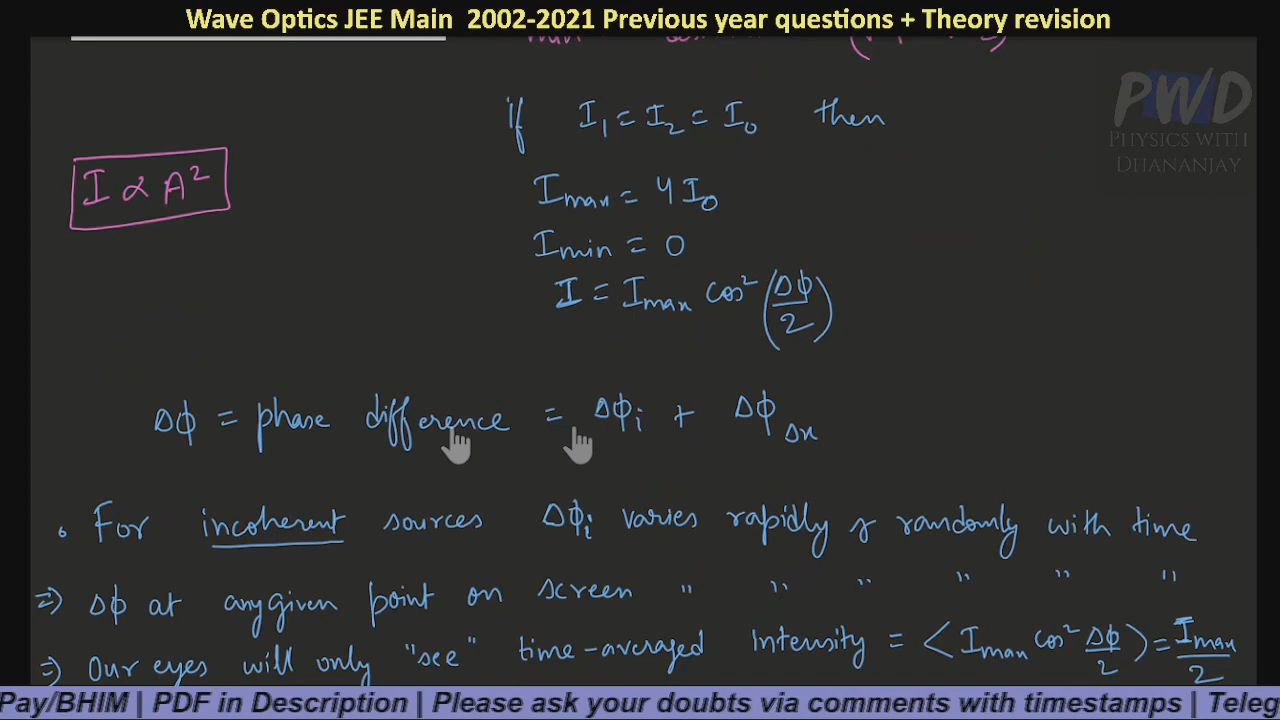 Wave Optics JEE Main 2002-2021 Previous year questions + Theory revision
PWD
PHYSICS WITH
DHANANJAY
if I₁ = I₂ = I₀ then
I ∝ A²
Imax = 4I₀
Imin = 0
I = Imax cos² (Δϕ/2)
Δϕ = phase difference = Δϕi + ΔϕΔx
. For incoherent sources Δϕi varies rapidly & randomly with time
=> Δϕ at any given point on screen " " " " " "
=> Our eyes will only "see" time-averaged Intensity = <Imax cos² Δϕ/2> = Imax/2
Pay/BHIM | PDF in Description | Please ask your doubts via comments with timestamps | Teleg